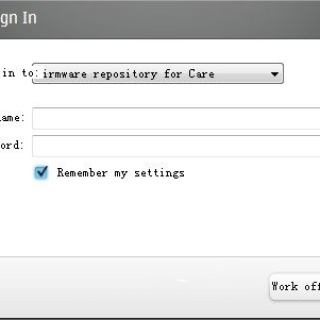 gn In
in to: irmware repository for Care
ame:
ord:
Remember my settings
Work off